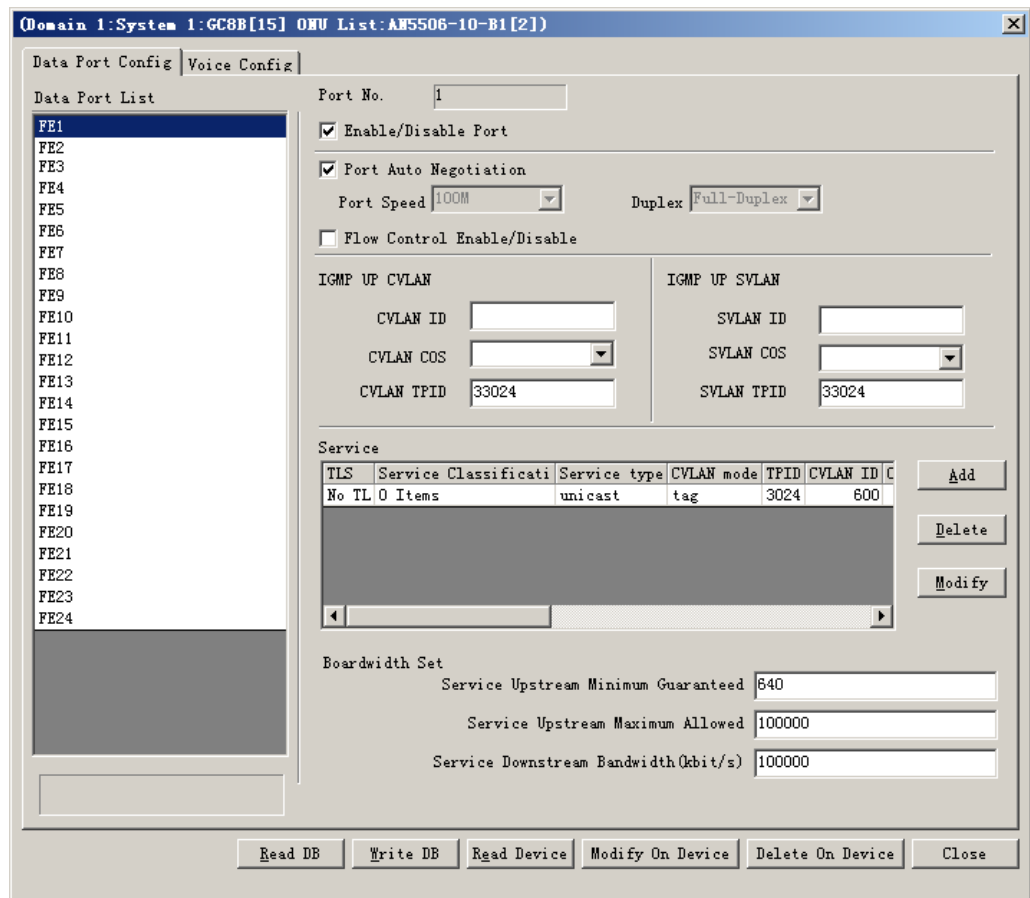 (Domain 1:System 1:GC8B[15] ONU List:AN5506-10-B1[2])
Data Port Config
Voice Config
Data Port List
FE1
FE2
FE3
FE4
FE5
FE6
FE7
FE8
FE9
FE10
FE11
FE12
FE13
FE14
FE15
FE16
FE17
FE18
FE19
FE20
FE21
FE22
FE23
FE24
Port No. 1
Enable/Disable Port
Port Auto Negotiation
Port Speed 100M Duplex Full-Duplex
Flow Control Enable/Disable
IGMP UP CVLAN
CVLAN ID
CVLAN COS
CVLAN TPID 33024
IGMP UP SVLAN
SVLAN ID
SVLAN COS
SVLAN TPID 33024
Service
TLS Service Classificati Service type CVLAN mode TPID CVLAN ID C
No TL 0 Items unicast tag 3024 600
Add
Delete
Modify
Boardwidth Set
Service Upstream Minimum Guaranteed 640
Service Upstream Maximum Allowed 100000
Service Downstream Bandwidth(kbit/s) 100000
Read DB Write DB Read Device Modify On Device Delete On Device Close